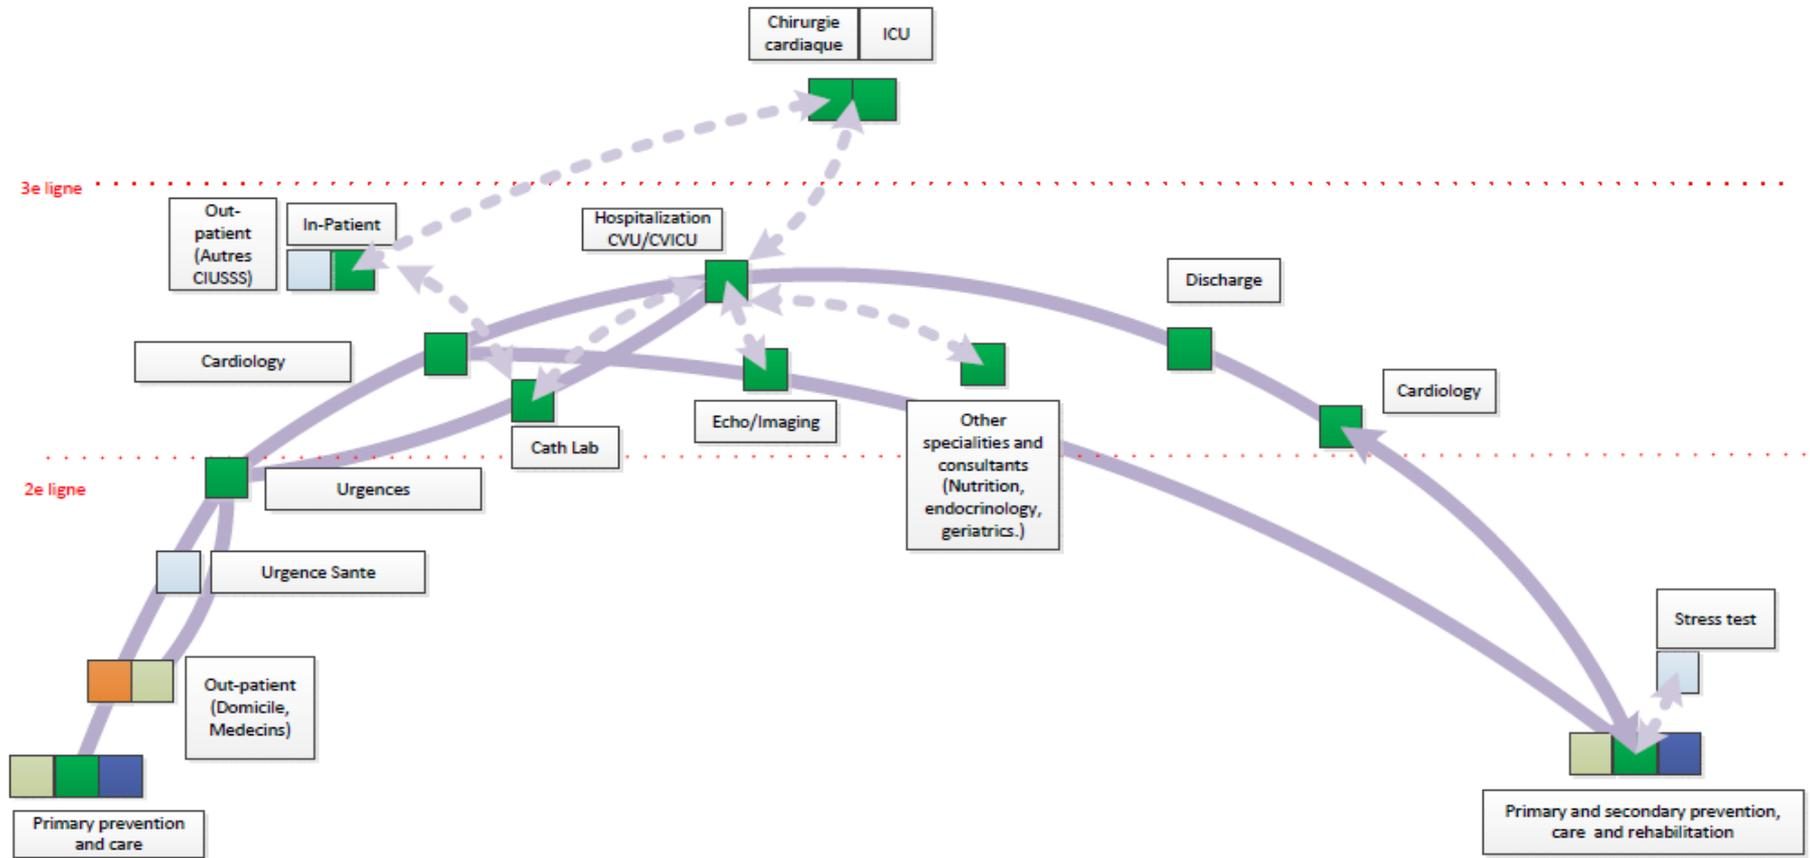 Chirurgie
cardiaque
ICU
3e ligne
Out-
patient
(Autres
CIUSSS)
In-Patient
Hospitalization
CVU/CVICU
Discharge
Cardiology
Cardiology
Echo/Imaging
Cath Lab
Other
specialities and
consultants
(Nutrition,
endocrinology,
geriatrics.)
2e ligne
Urgences
Urgence Sante
Out-patient
(Domicile,
Medecins)
Stress test
Primary prevention
and care
Primary and secondary prevention,
care and rehabilitation